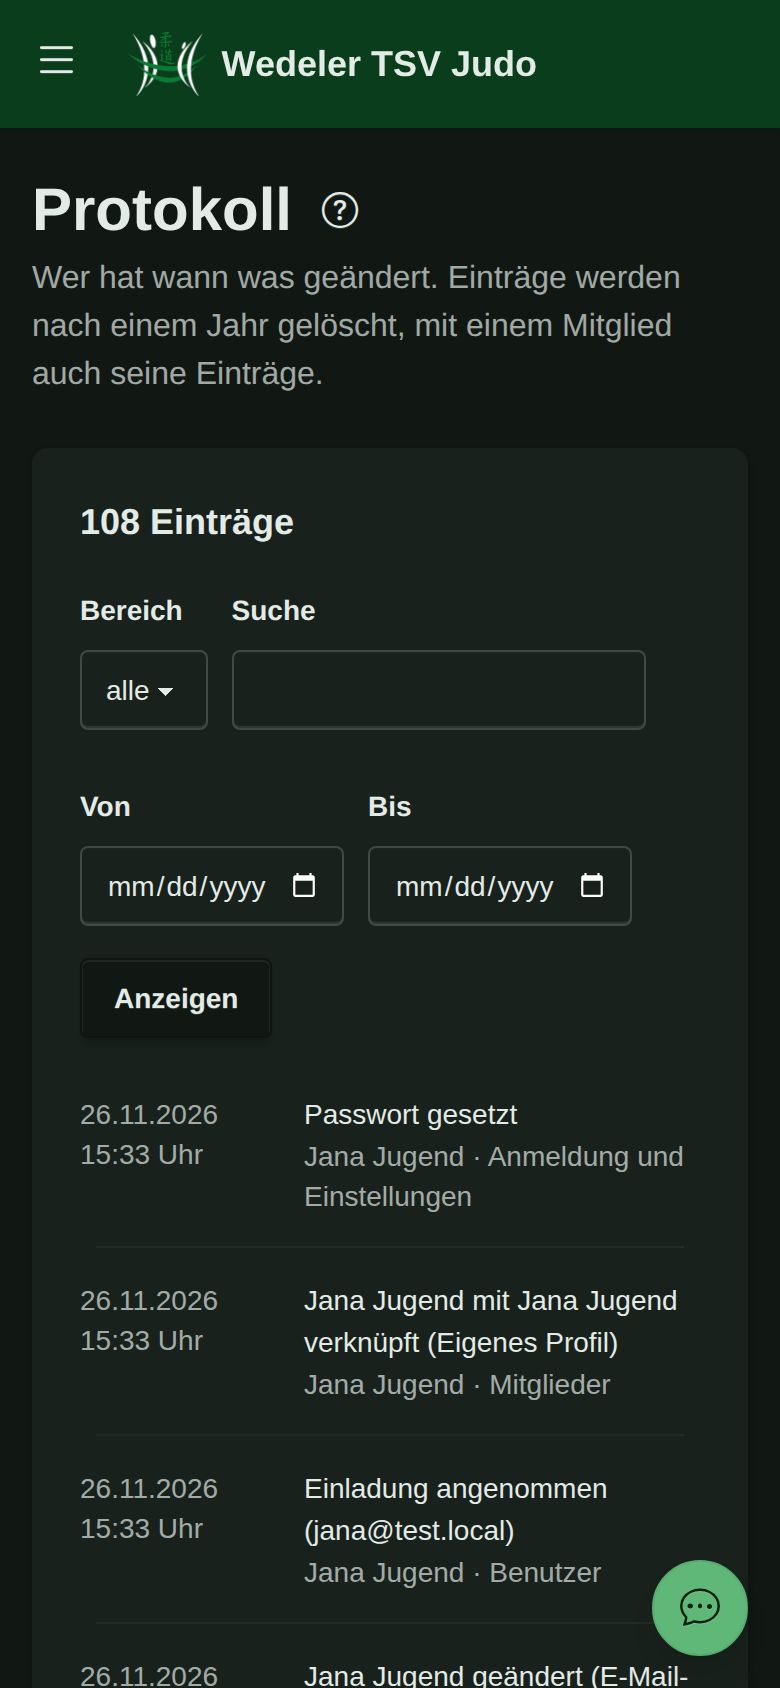 柔道
Wedeler TSV Judo
Protokoll ?
Wer hat wann was geändert. Einträge werden
nach einem Jahr gelöscht, mit einem Mitglied
auch seine Einträge.
108 Einträge
Bereich Suche
alle
Von Bis
mm/dd/yyyy mm/dd/yyyy
Anzeigen
26.11.2026 Passwort gesetzt
15:33 Uhr Jana Jugend · Anmeldung und
Einstellungen
26.11.2026 Jana Jugend mit Jana Jugend
15:33 Uhr verknüpft (Eigenes Profil)
Jana Jugend · Mitglieder
26.11.2026 Einladung angenommen
15:33 Uhr (jana@test.local)
Jana Jugend · Benutzer
26.11.2026 Jana Jugend geändert (E-Mail-